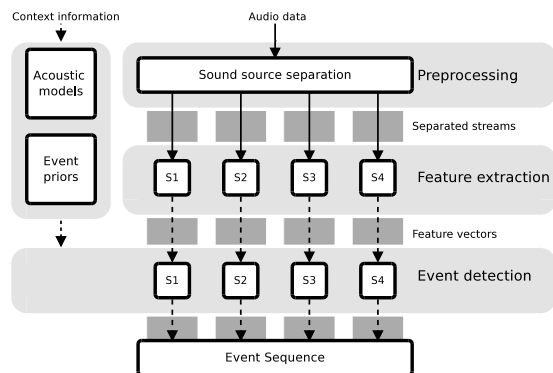 Context information
Audio data
Acoustic
models
Sound source separation
Preprocessing
Separated streams
Event
priors
S1 S2 S3 S4
Feature extraction
Feature vectors
S1 S2 S3 S4
Event detection
Event Sequence